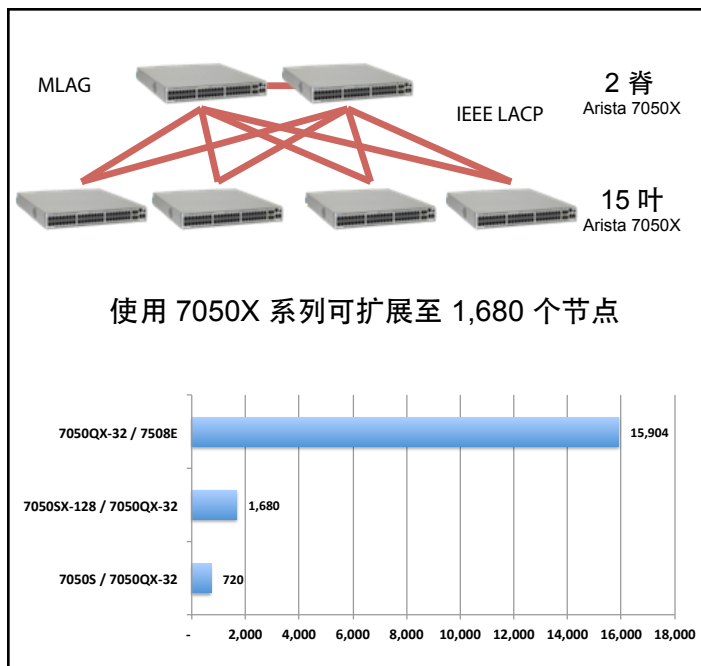 MLAG
2 脊
Arista 7050X
IEEE LACP
15 叶
Arista 7050X
使用 7050X 系列可扩展至 1,680 个节点
7050QX-32 / 7508E
15,904
7050SX-128 / 7050QX-32
1,680
7050S / 7050QX-32
720
- 2,000 4,000 6,000 8,000 10,000 12,000 14,000 16,000 18,000